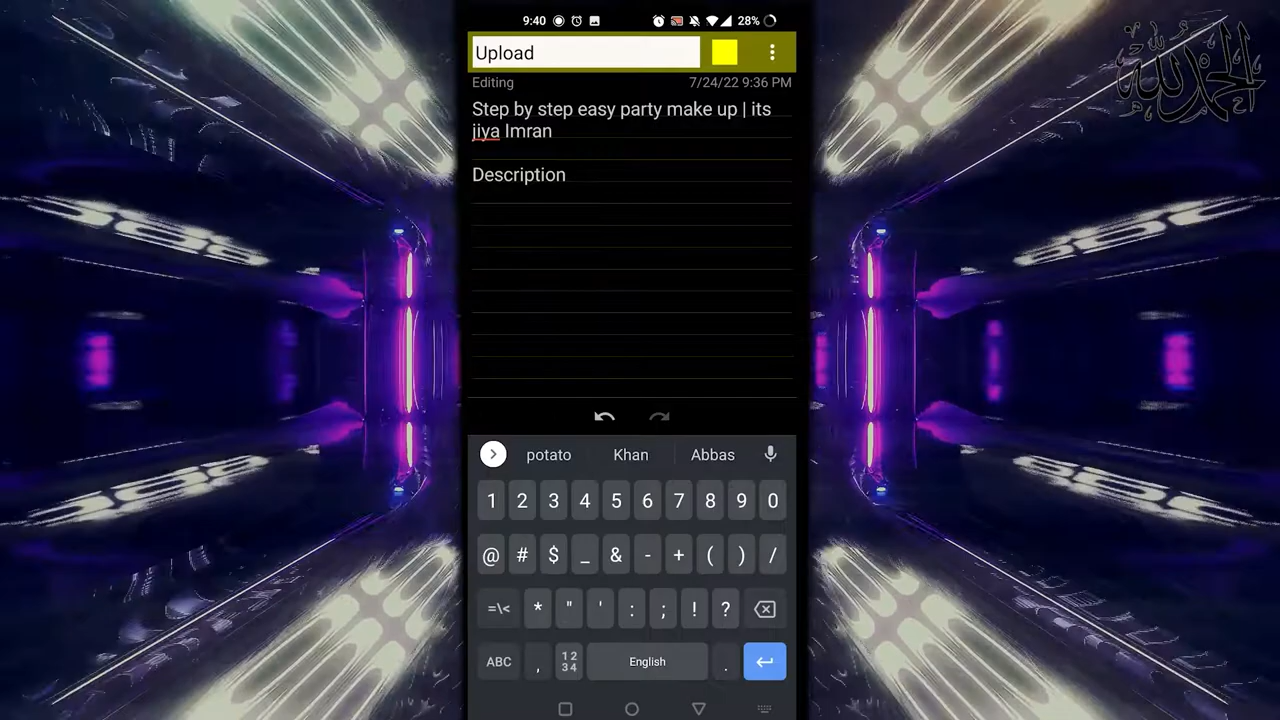 9:40
28%
Upload
Editing
7/24/22 9:36 PM
Step by step easy party make up | its
jiya Imran
Description
potato Khan Abbas
1 2 3 4 5 6 7 8 9 0
@ # $ _ & - + ( ) /
=\< * " ' : ; ! ?
ABC , 12 34 English .
الحمد لله